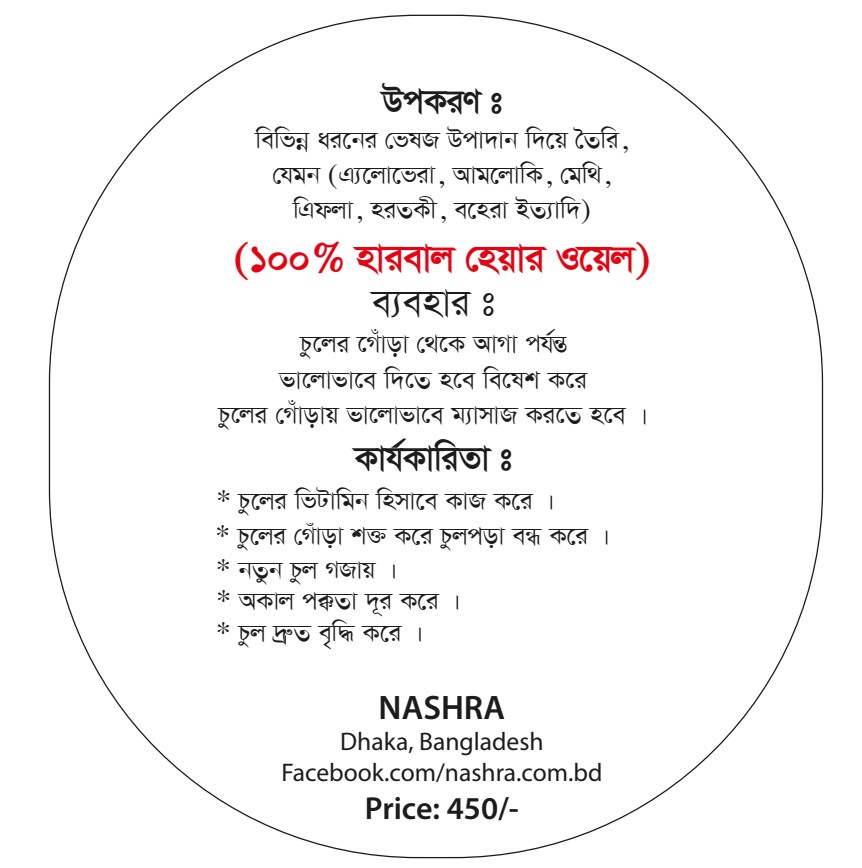 উপকরণ ঃ
বিভিন্ন ধরনের ভেষজ উপাদান দিয়ে তৈরি,
যেমন (এ্যলোভেরা, আমলোকি, মেথি,
এিফলা, হরতকী, বহেরা ইত্যাদি)
(১০০% হারবাল হেয়ার ওয়েল)
ব্যবহার ঃ
চুলের গোঁড়া থেকে আগা পর্যন্ত
ভালোভাবে দিতে হবে বিষেশ করে
চুলের গোঁড়ায় ভালোভাবে ম্যাসাজ করতে হবে ।
কার্যকারিতা ঃ
* চুলের ভিটামিন হিসাবে কাজ করে ।
* চুলের গোঁড়া শক্ত করে চুলপড়া বন্ধ করে ।
* নতুন চুল গজায় ।
* অকাল পক্কতা দূর করে ।
* চুল দ্রুত বৃদ্ধি করে ।
NASHRA
Dhaka, Bangladesh
Facebook.com/nashra.com.bd
Price: 450/-